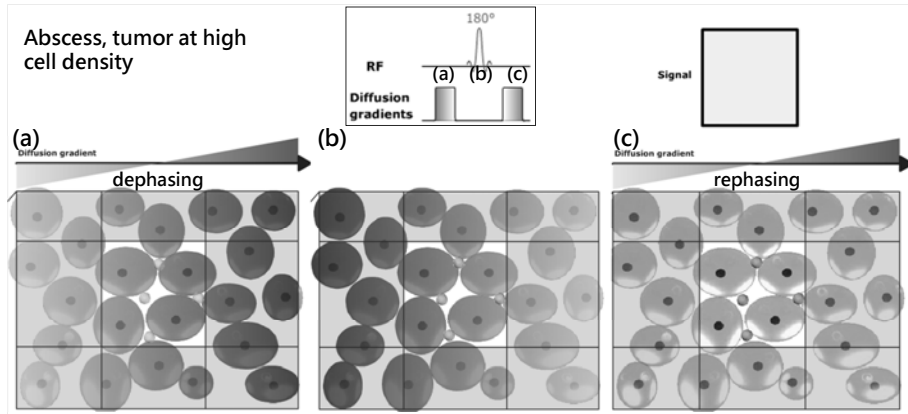 Abscess, tumor at high
cell density
180°
RF
(a) (b) (c)
Diffusion
gradients
Signal
(a)
Diffusion gradient
dephasing
(b)
(c)
Diffusion gradient
rephasing